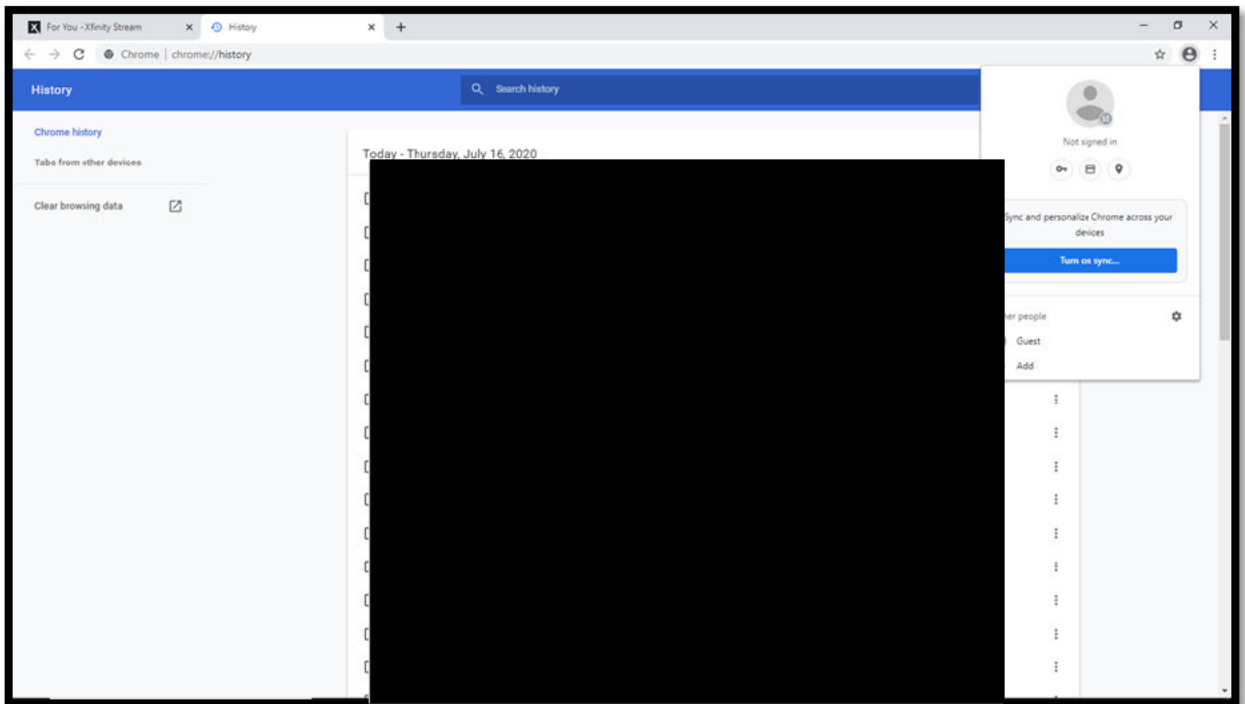 For You - Xfinity Stream
History
Chrome | chrome://history
History
Search history
Chrome history
Tabs from other devices
Clear browsing data
Today - Thursday, July 16, 2020
Not signed in
Sync and personalize Chrome across your
devices
Turn on sync...
her people
Guest
Add